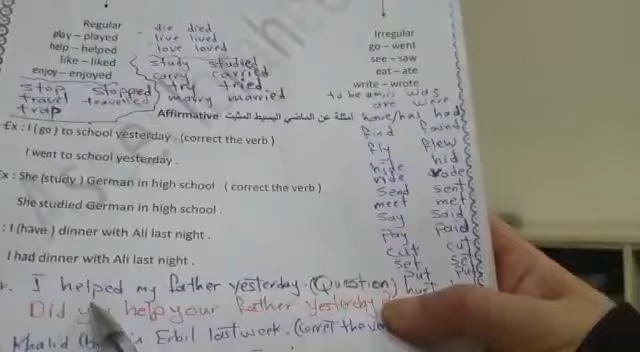 Regular
play – played
help – helped
like – liked
enjoy – enjoyed
stop stopped
travel travelled
trap
die died
live lived
love loved
study studied
carry carried
try tried
marry married
Irregular
go – went
see – saw
eat – ate
write – wrote
to be am is was
are were
have/has had
find found
fly flew
hide hid
ride rode
send sent
meet met
say said
pay paid
cut cut
set set
put put
hurt
Affirmative أمثلة عن الماضي البسيط المثبت
Ex : I (go) to school yesterday . (correct the verb)
I went to school yesterday .
Ex : She (study) German in high school . ( correct the verb )
She studied German in high school .
: I (have) dinner with Ali last night .
I had dinner with Ali last night .
I helped my father yesterday. (Question)
Did you help your father yesterday
Khalid in Erbil last week. (correct the